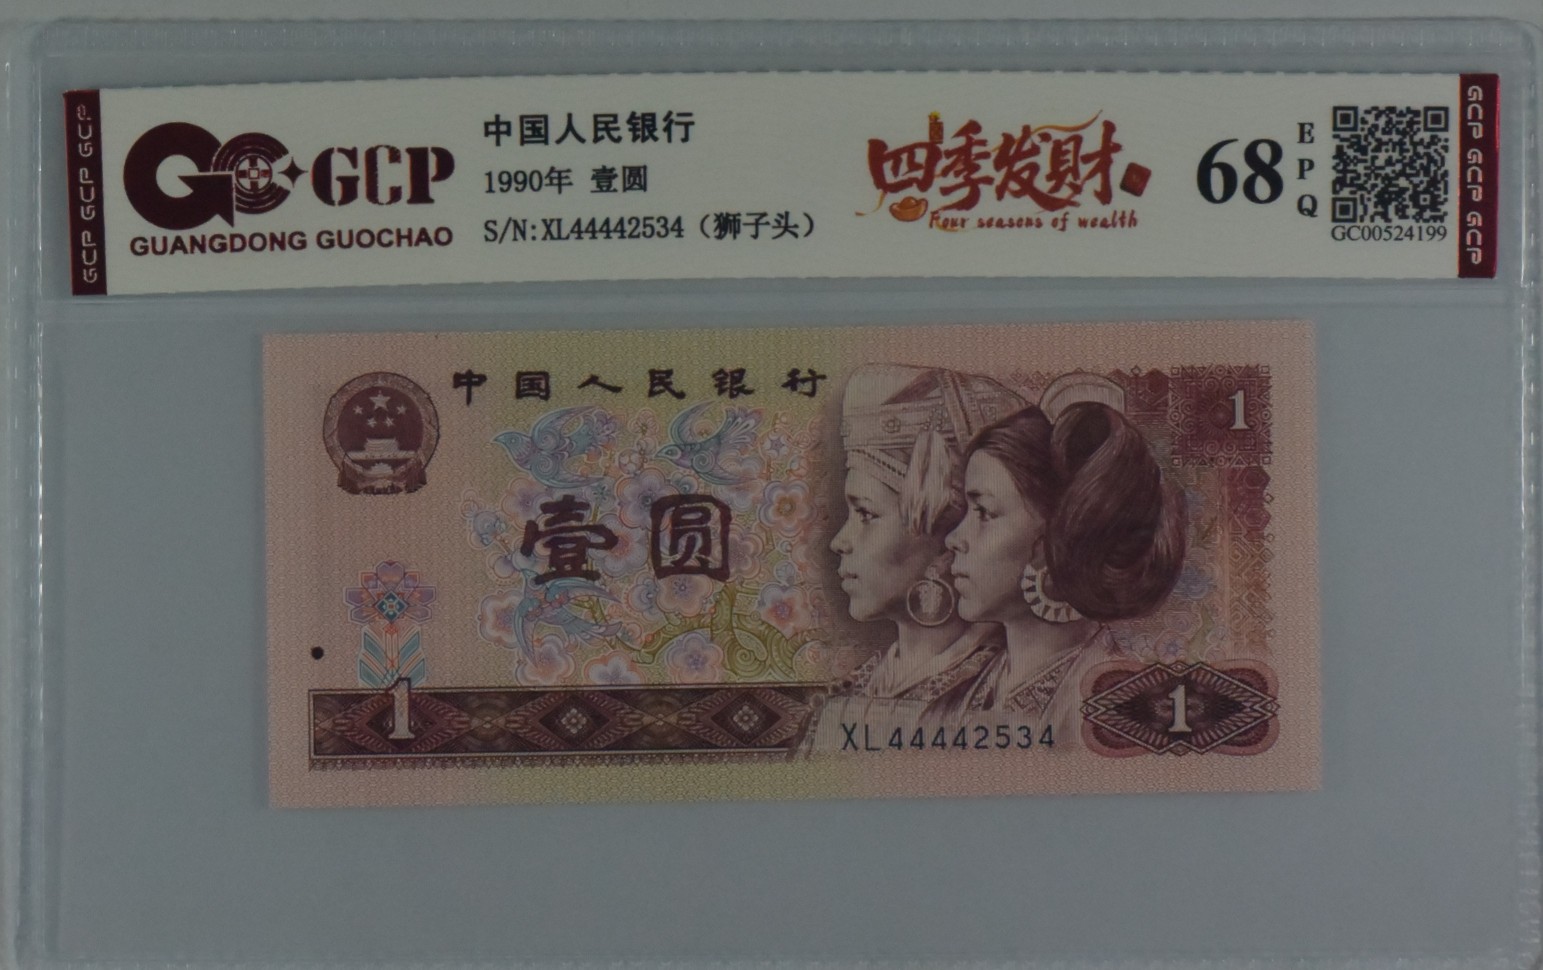 GCP GCP GCP
GCP
GUANGDONG GUOCHAO
中国人民银行
1990年 壹圆
S/N:XL44442534（狮子头）
四季发财
Four seasons of wealth
68
EPQ
GC00524199
GCP GCP GCP
中国人民银行
1
壹圆
1
1
XL44442534